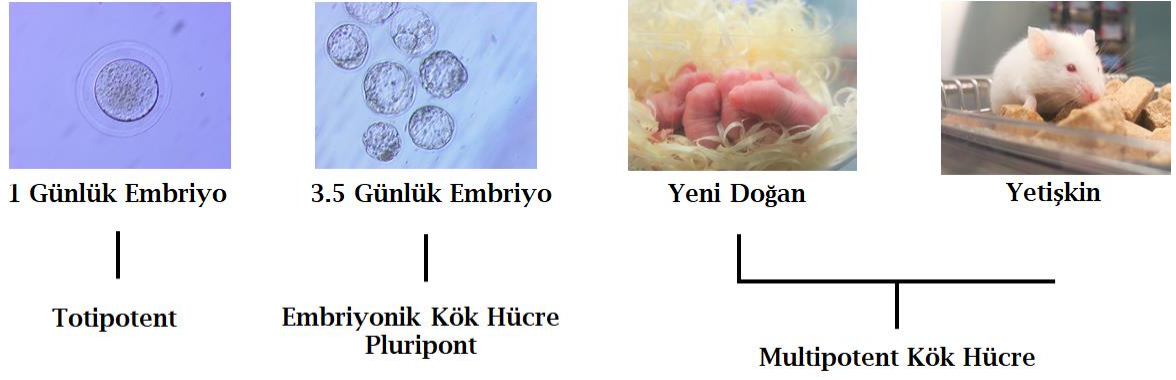 1 Günlük Embriyo
3.5 Günlük Embriyo
Yeni Doğan
Yetişkin
Totipotent
Embriyonik Kök Hücre
Pluripont
Multipotent Kök Hücre